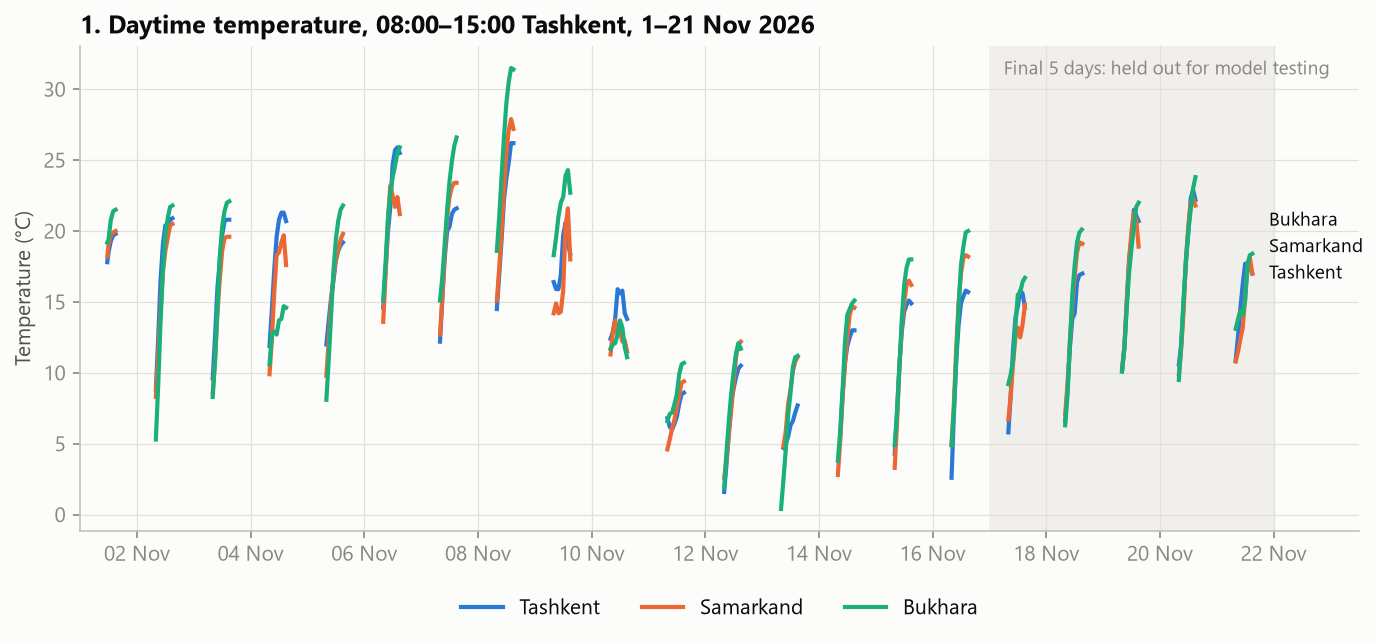 1. Daytime temperature, 08:00–15:00 Tashkent, 1–21 Nov 2026
Final 5 days: held out for model testing
Temperature (°C)
30
25
20
15
10
5
0
Bukhara
Samarkand
Tashkent
02 Nov
04 Nov
06 Nov
08 Nov
10 Nov
12 Nov
14 Nov
16 Nov
18 Nov
20 Nov
22 Nov
Tashkent
Samarkand
Bukhara